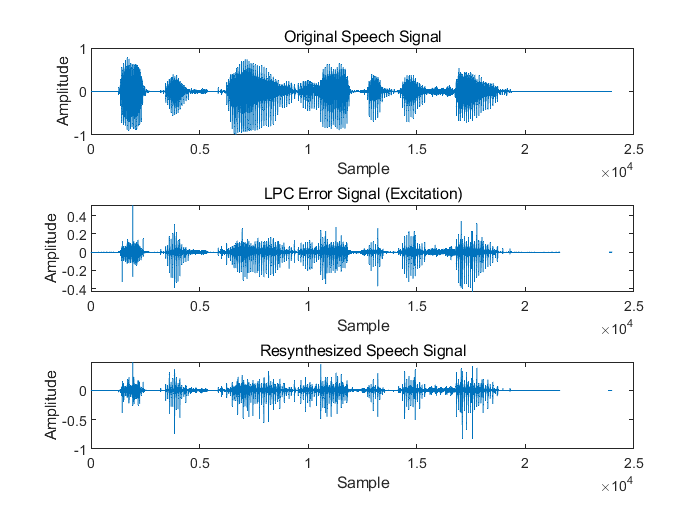 Original Speech Signal
1
0
-1
Amplitude
0 0.5 1 1.5 2 2.5
Sample
×10⁴
LPC Error Signal (Excitation)
0.4
0.2
0
-0.2
-0.4
Amplitude
0 0.5 1 1.5 2 2.5
Sample
×10⁴
Resynthesized Speech Signal
0
-0.5
-1
Amplitude
0 0.5 1 1.5 2 2.5
Sample
×10⁴